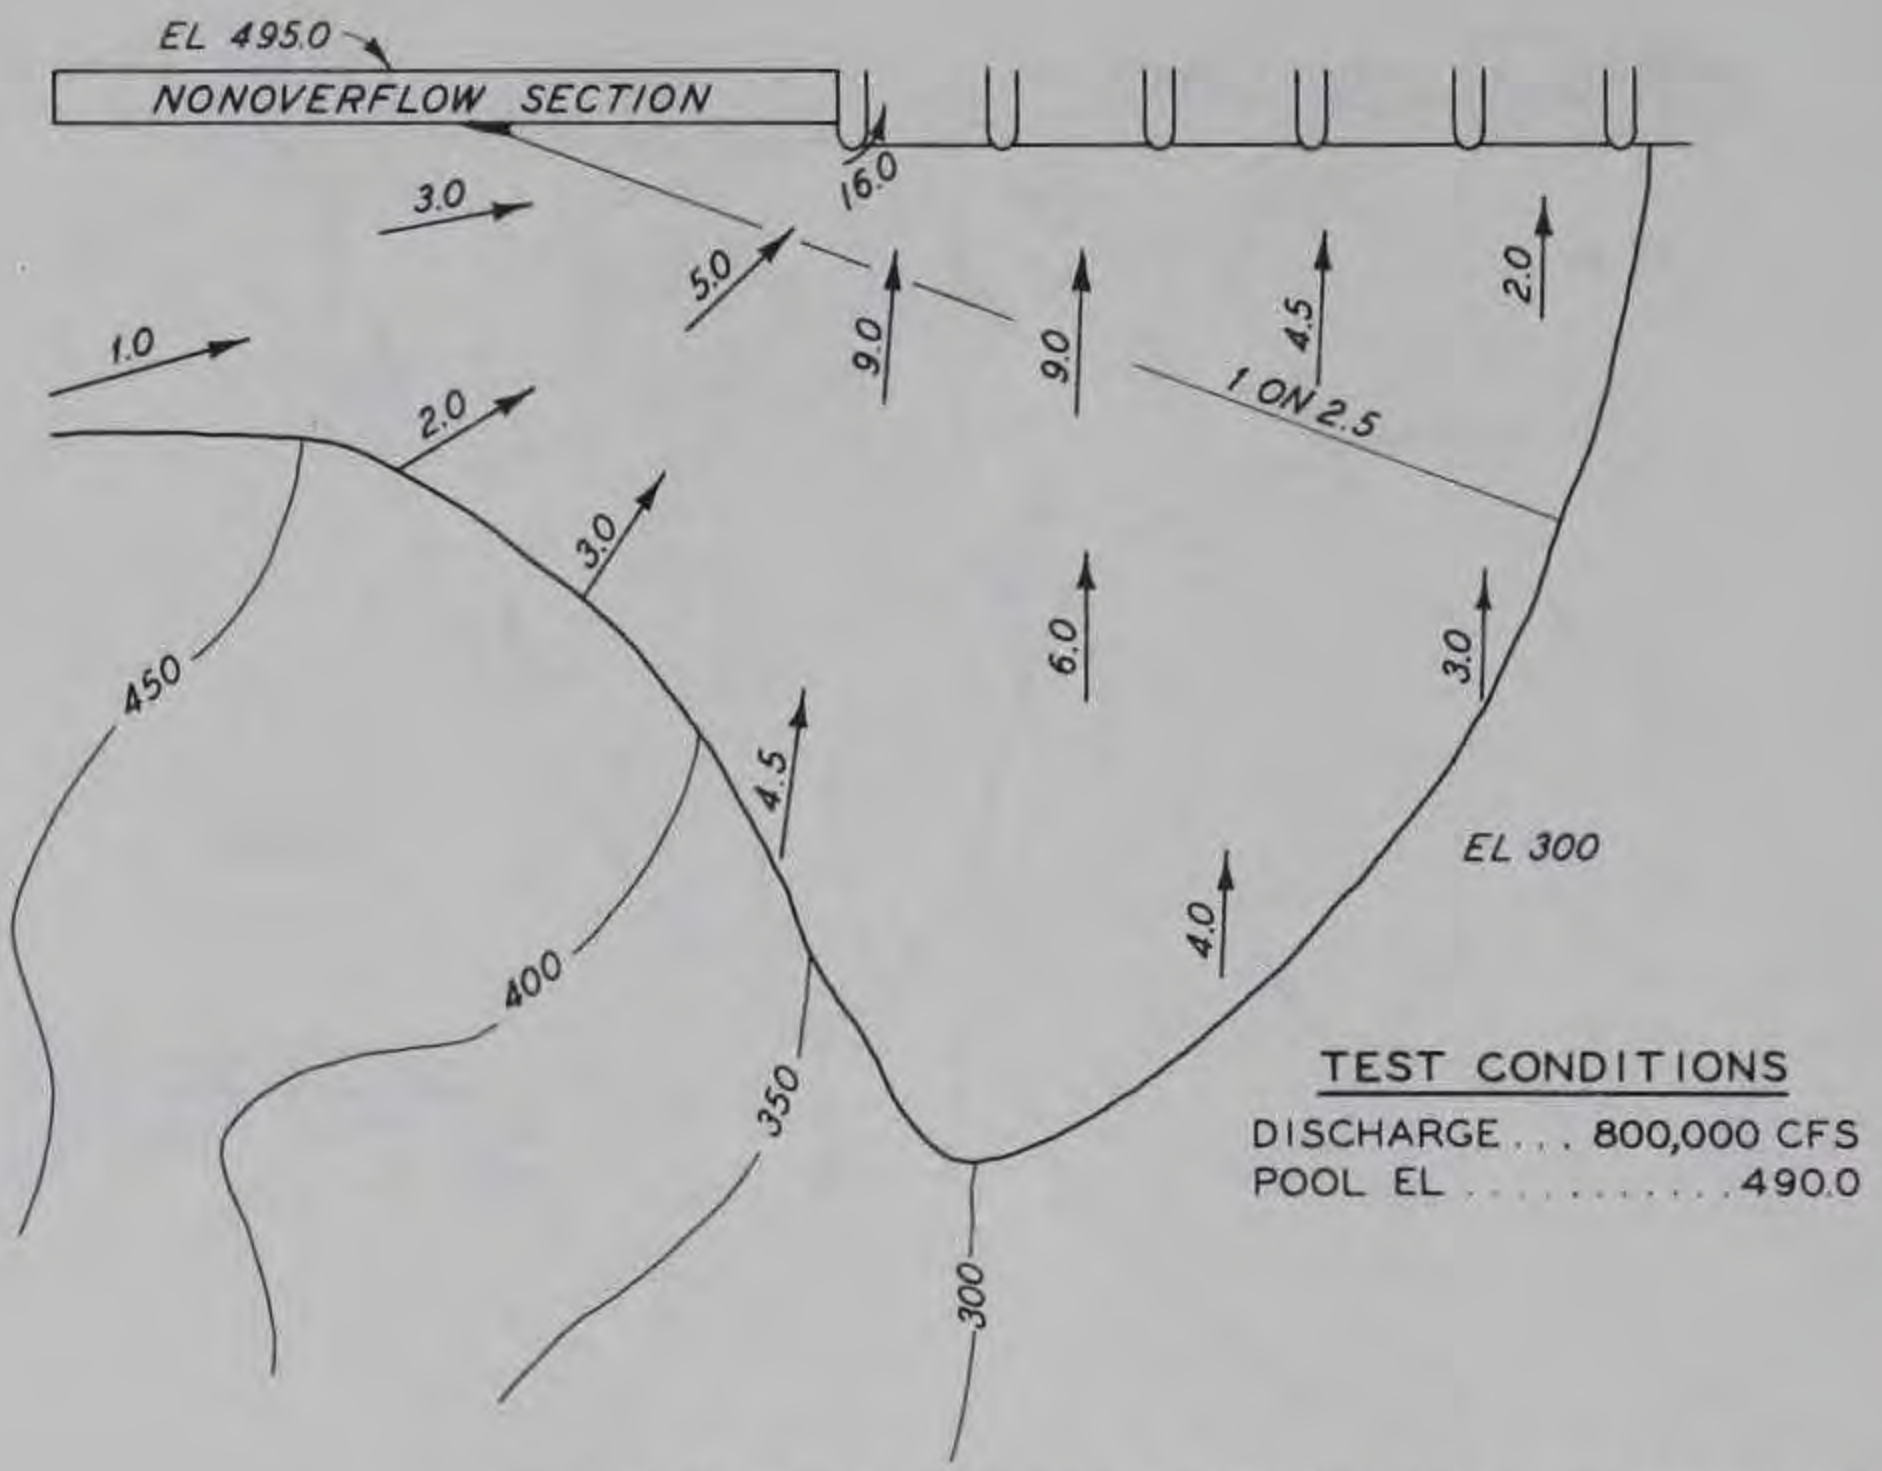 EL 495.0
NONOVERFLOW SECTION
16.0
3.0
5.0
2.0
9.0
9.0
4.5
1.0
1 ON 2.5
2.0
3.0
6.0
3.0
450
4.5
EL 300
4.0
400
350
300
TEST CONDITIONS
DISCHARGE... 800,000 CFS
POOL EL ........... 490.0